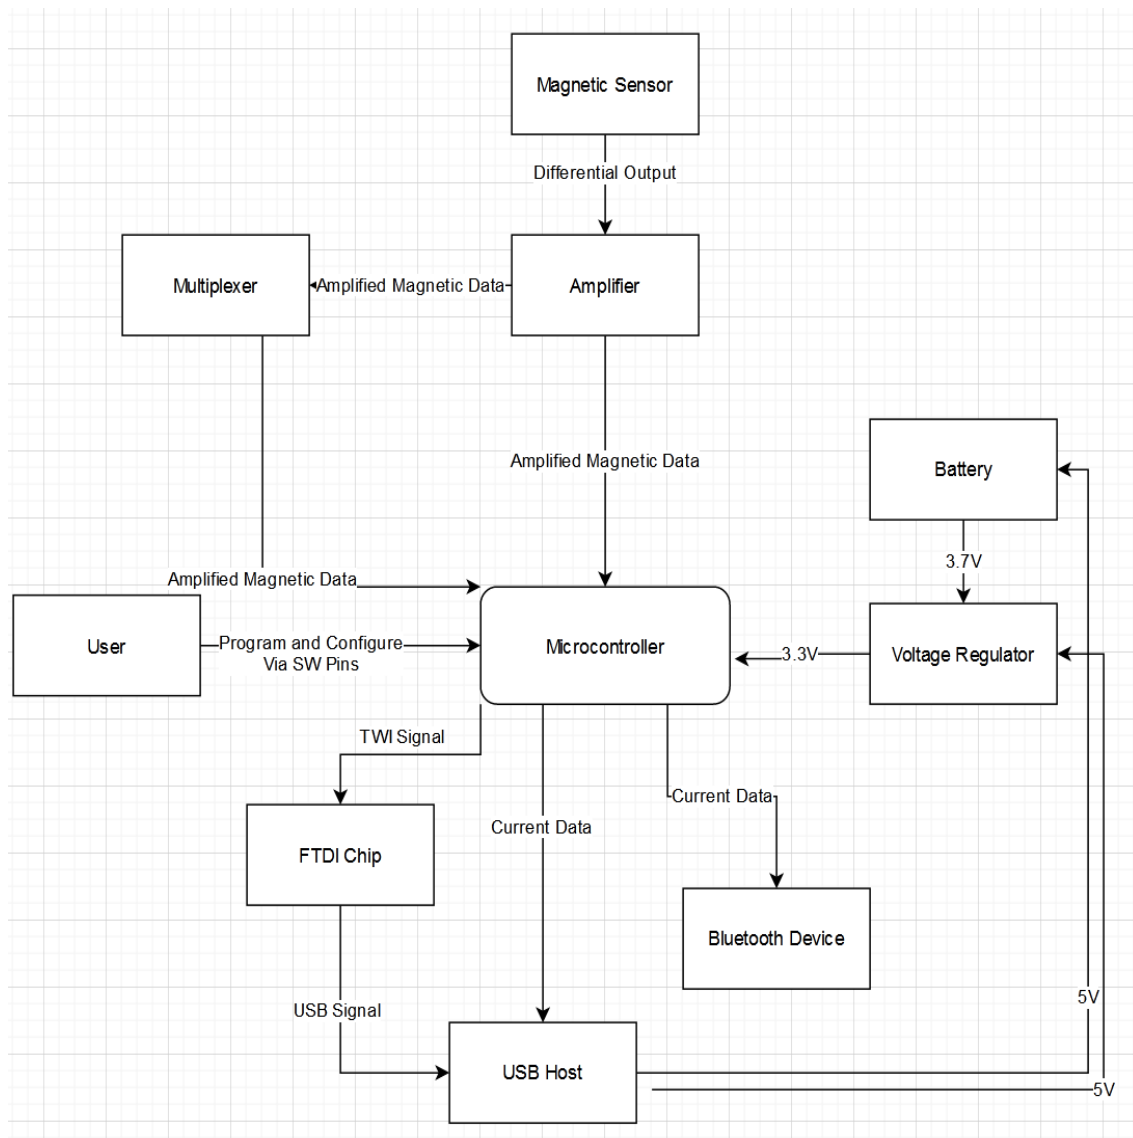 Magnetic Sensor
Differential Output
Multiplexer
Amplified Magnetic Data
Amplifier
Amplified Magnetic Data
Battery
3.7V
Amplified Magnetic Data
User
Program and Configure
Via SW Pins
Microcontroller
3.3V
Voltage Regulator
TWI Signal
Current Data
Current Data
FTDI Chip
Bluetooth Device
5V
USB Signal
USB Host
5V